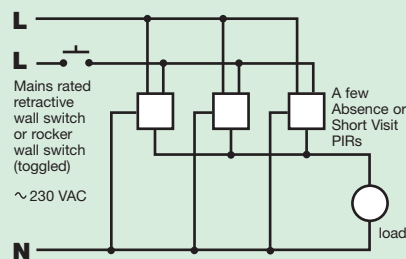 L
L
Mains rated
retractive
wall switch
or rocker
wall switch
(toggled)
A few
Absence or
Short Visit
PIRs
~ 230 VAC
load
N